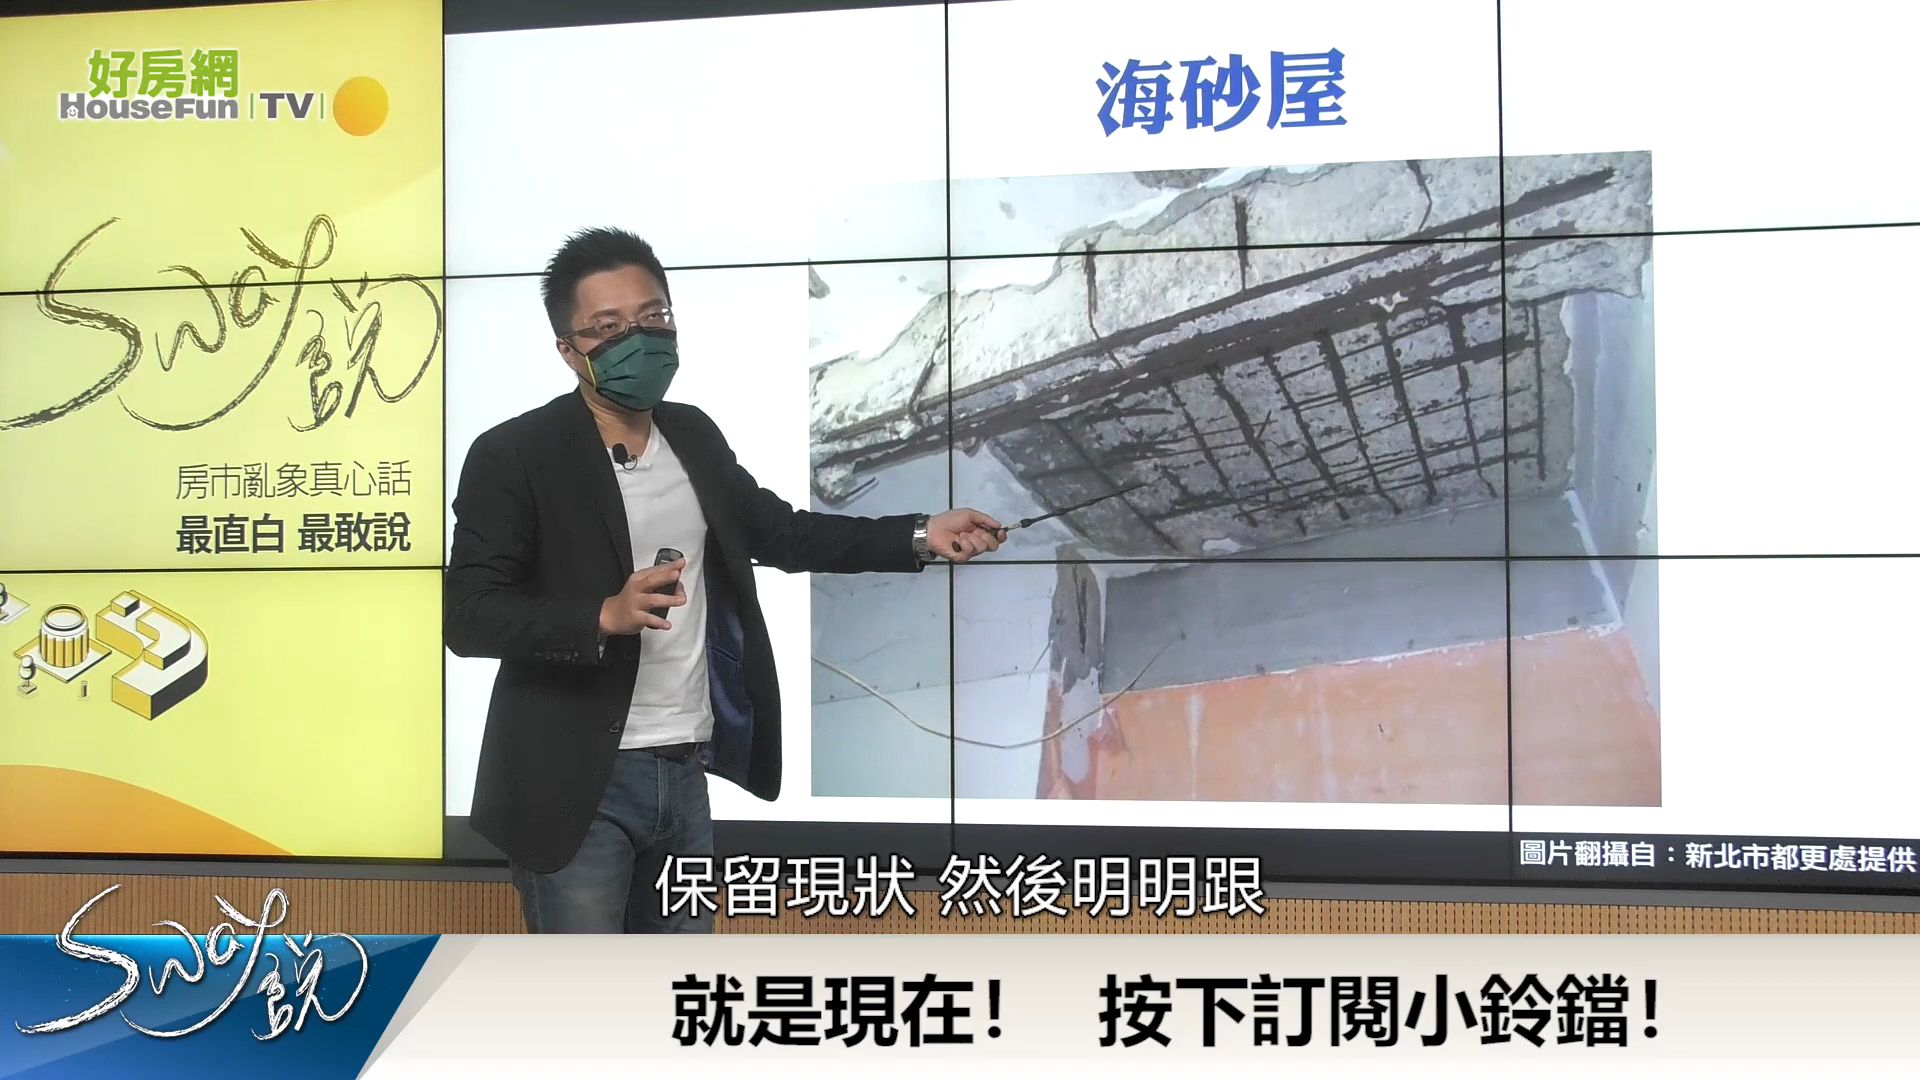 好房網
HouseFun TV
海砂屋
Sway說
房市亂象真心話
最直白 最敢說
圖片翻攝自：新北市都更處提供
保留現狀 然後明明跟
Sway說
就是現在！ 按下訂閱小鈴鐺！